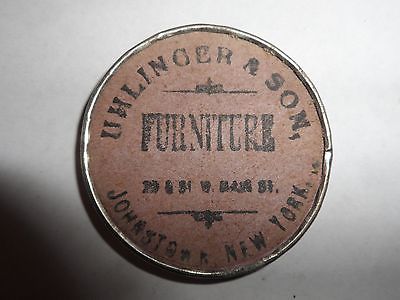 UHLINGER & SON,
FURNITURE
29 & 31 W. MAIN ST.
JOHNSTOWN, NEW YORK.